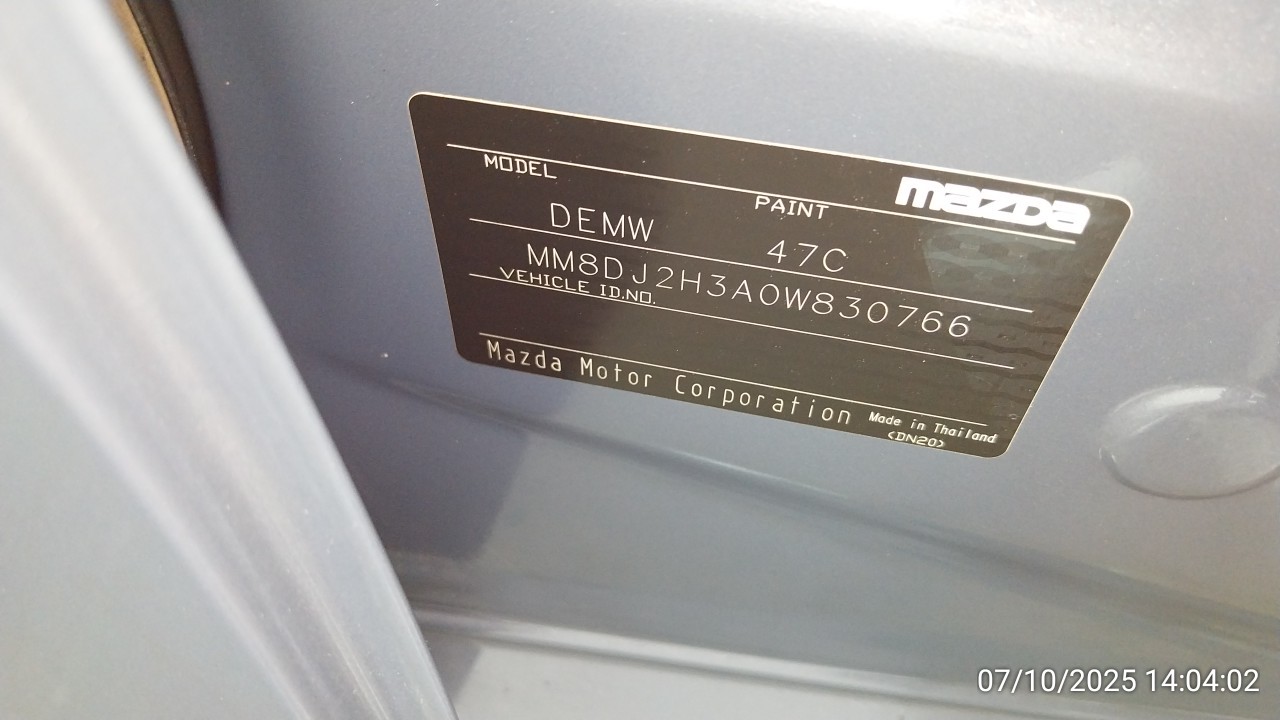 mazda
MODEL PAINT
DEMW 47C
MM8DJ2H3A0W830766
VEHICLE ID.NO.
Mazda Motor Corporation Made in Thailand
(DN20)
07/10/2025 14:04:02